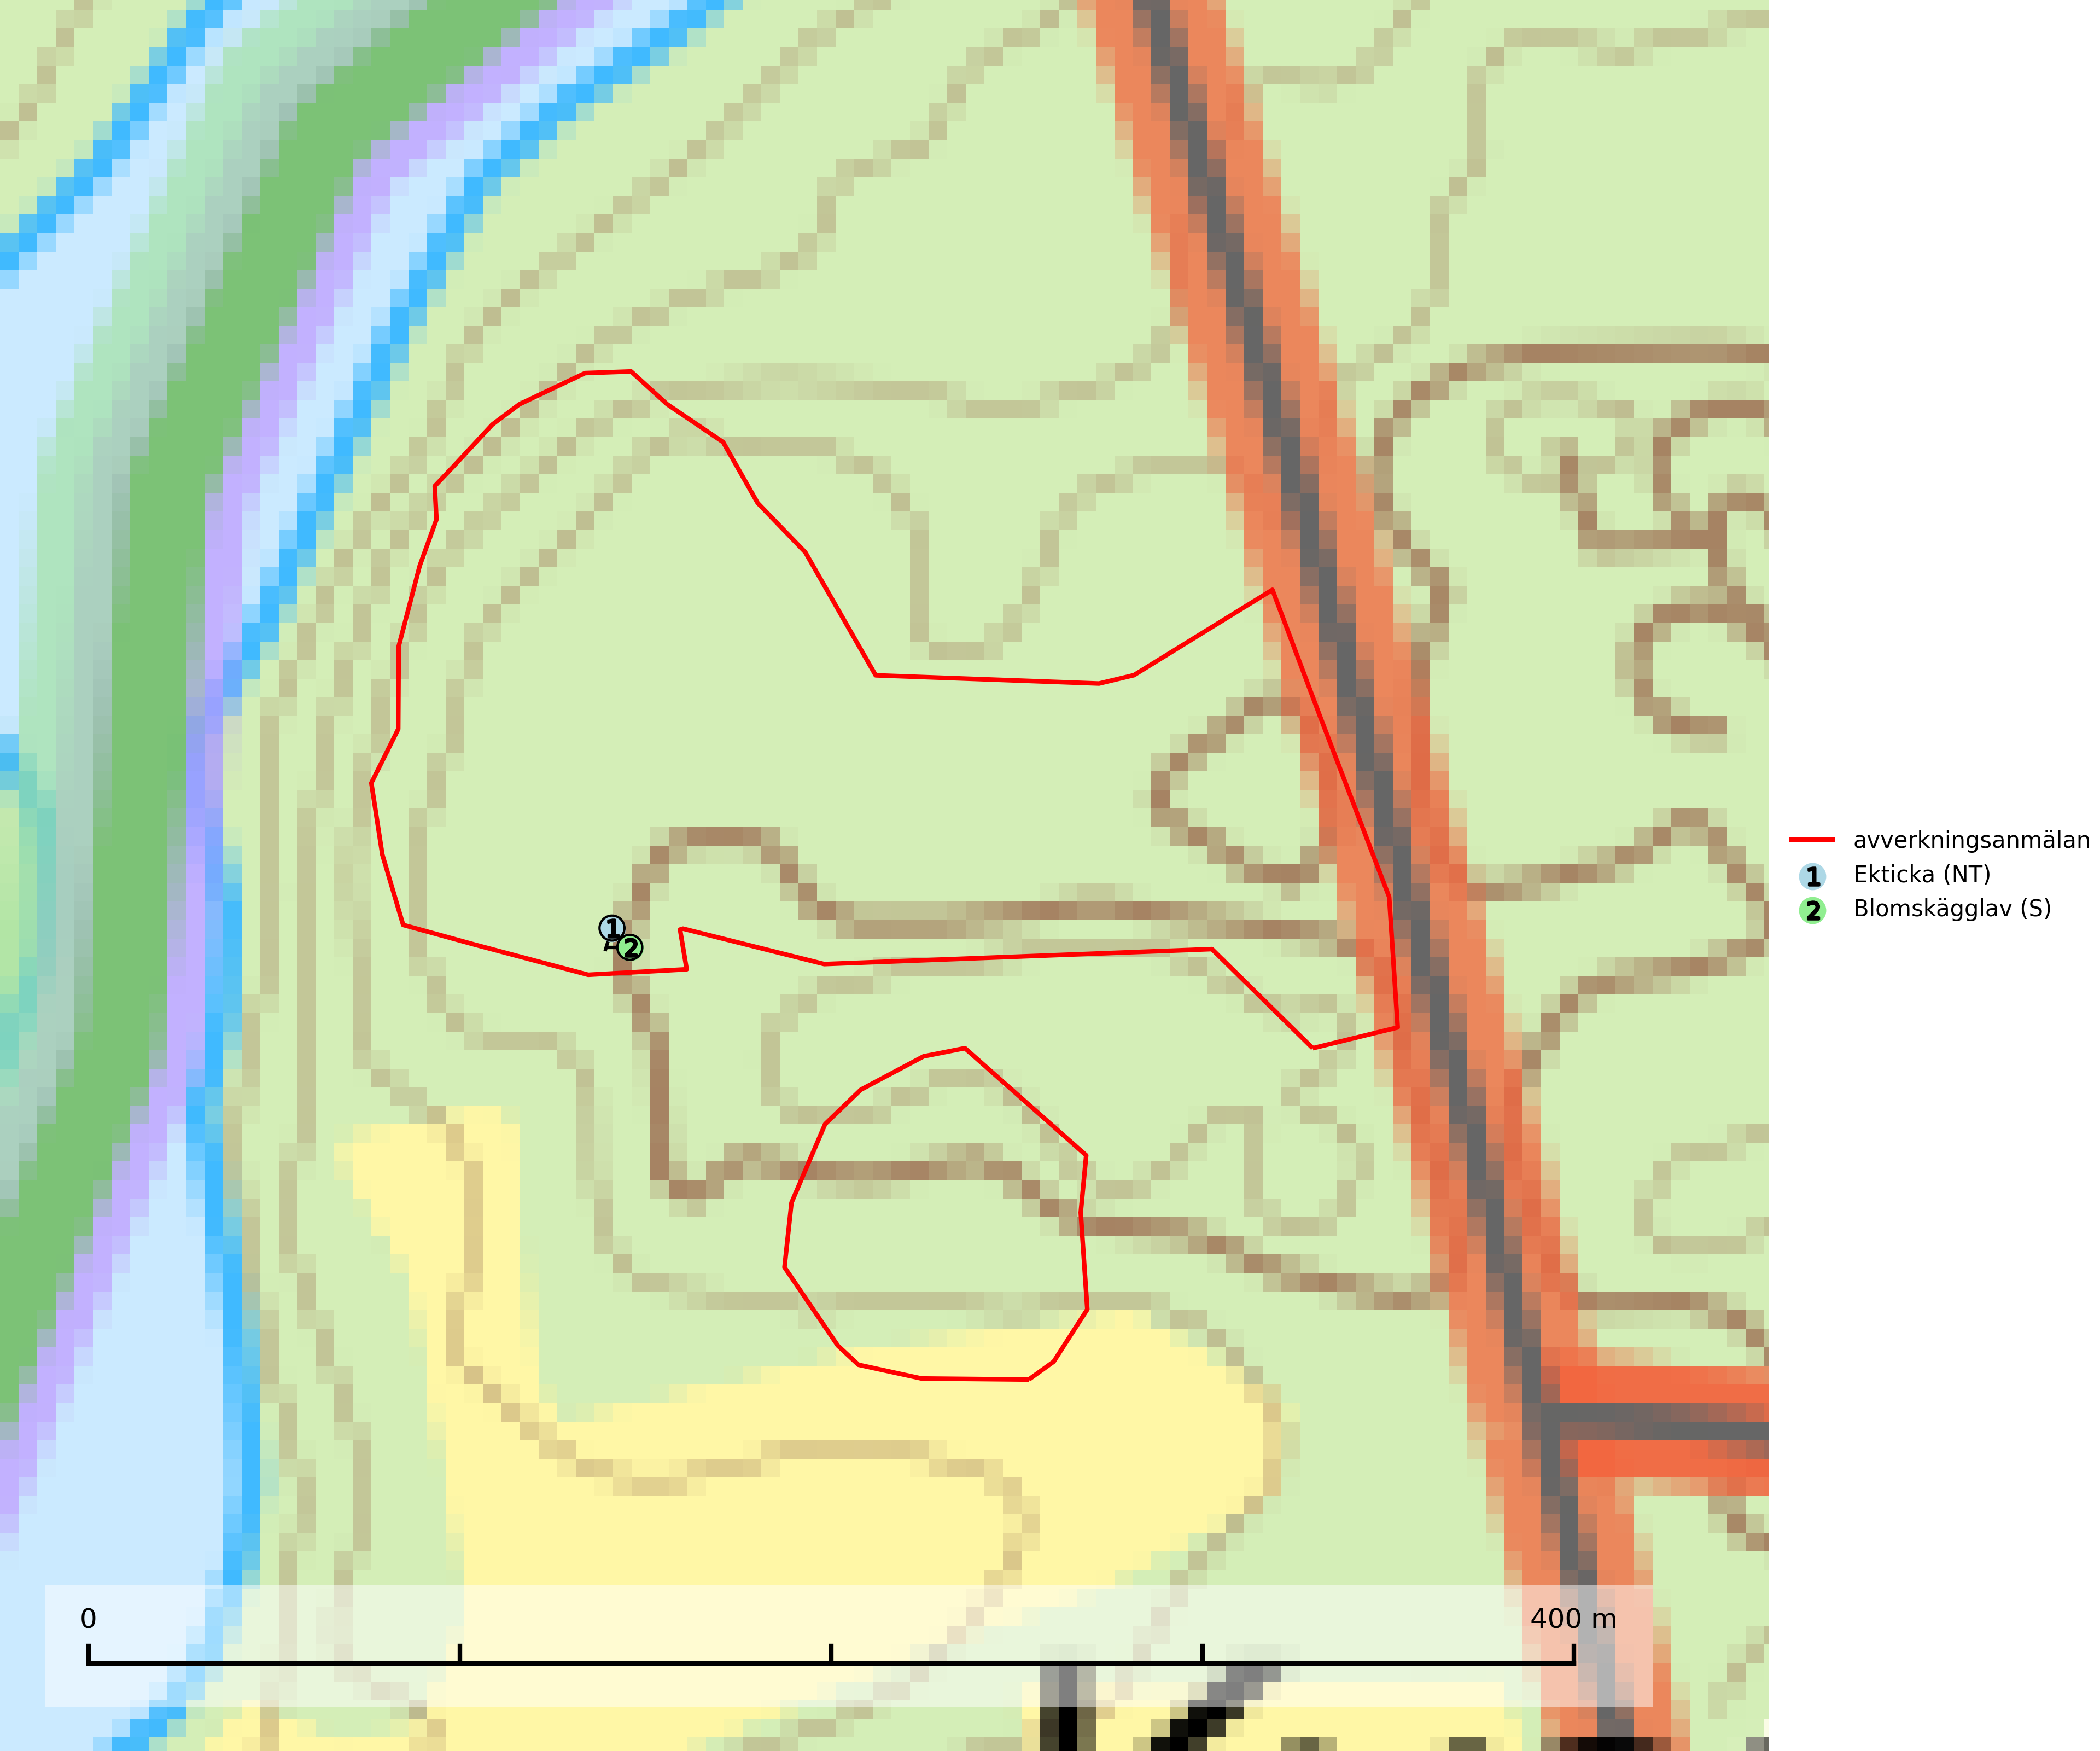 1
2
avverkningsanmälan
1 Ekticka (NT)
2 Blomskägglav (S)
0 400 m